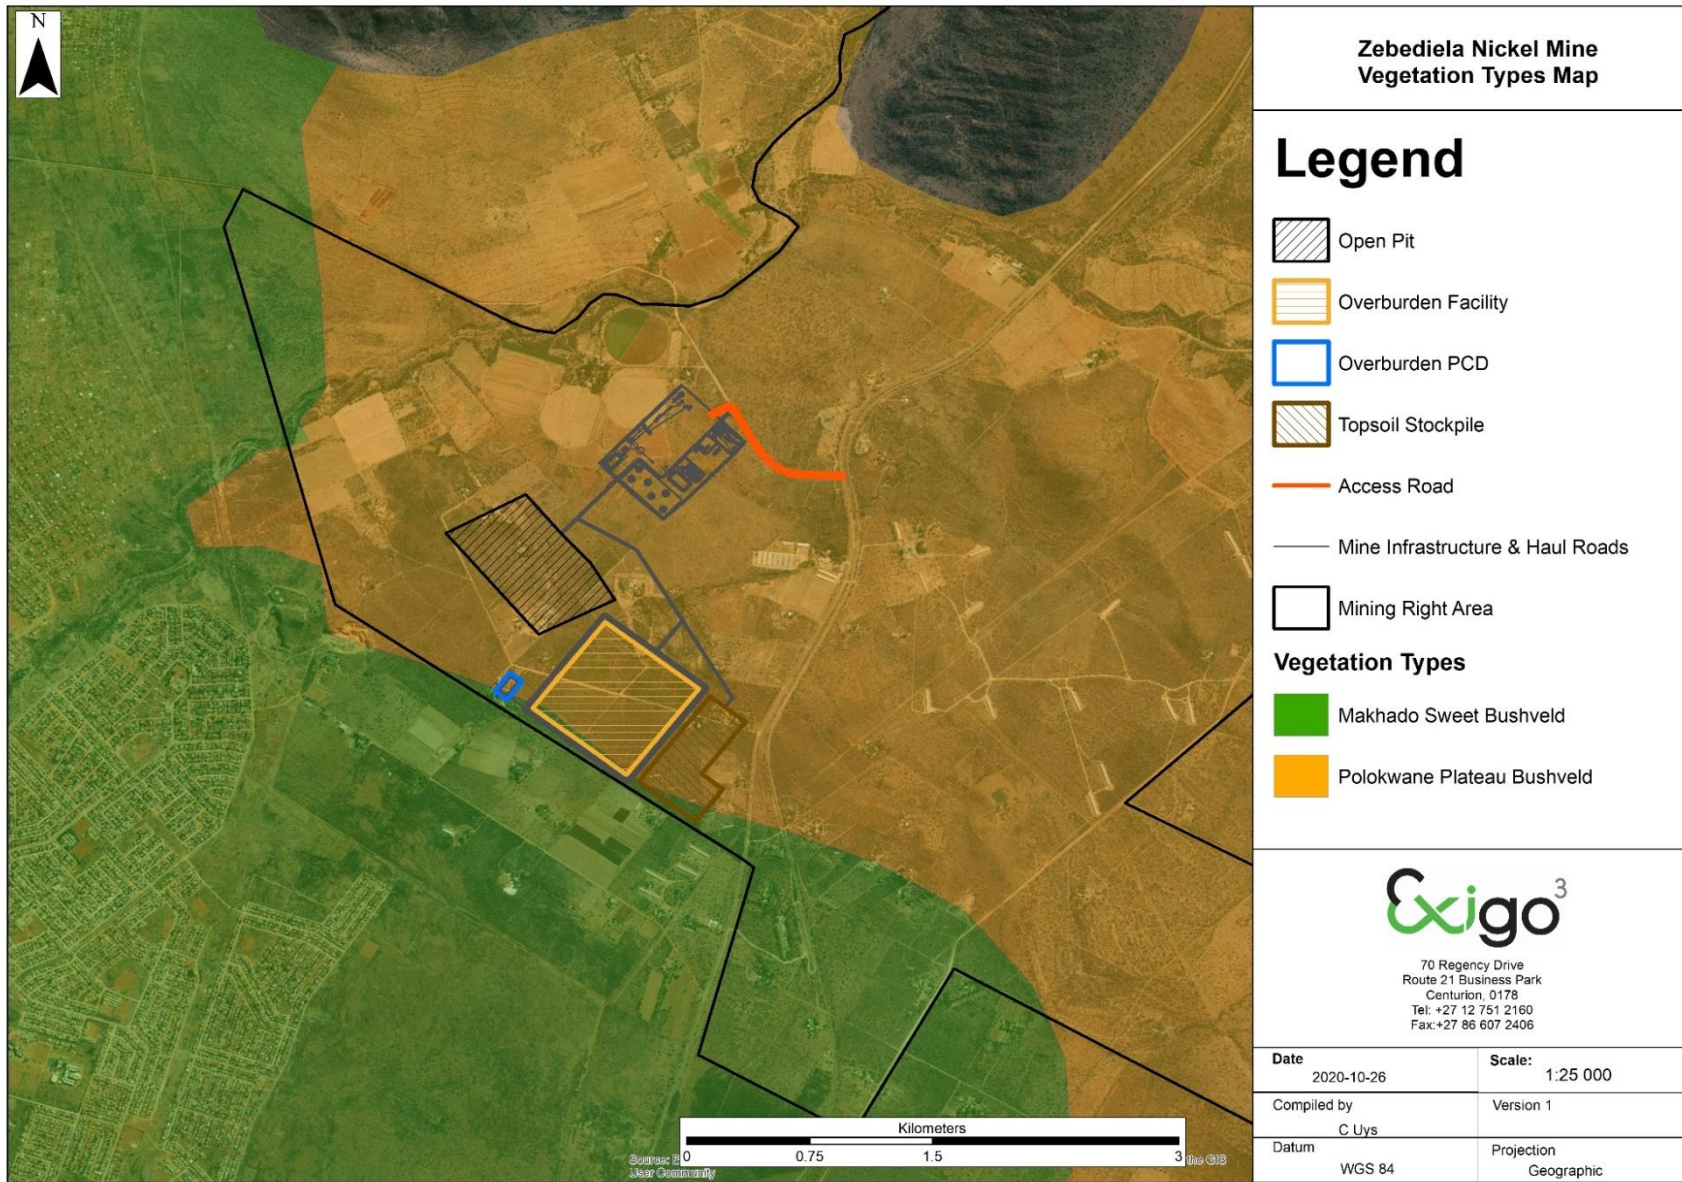 N
Zebediela Nickel Mine
Vegetation Types Map
Legend
Open Pit
Overburden Facility
Overburden PCD
Topsoil Stockpile
Access Road
Mine Infrastructure & Haul Roads
Mining Right Area
Vegetation Types
Makhado Sweet Bushveld
Polokwane Plateau Bushveld
Exigo3
70 Regency Drive
Route 21 Business Park
Centurion, 0178
Tel: +27 12 751 2160
Fax:+27 86 607 2406
Date
2020-10-26
Scale:
1:25 000
Compiled by
C Uys
Version 1
Datum
WGS 84
Projection
Geographic
Kilometers
0 0.75 1.5 3
Source: the GIS
User Community